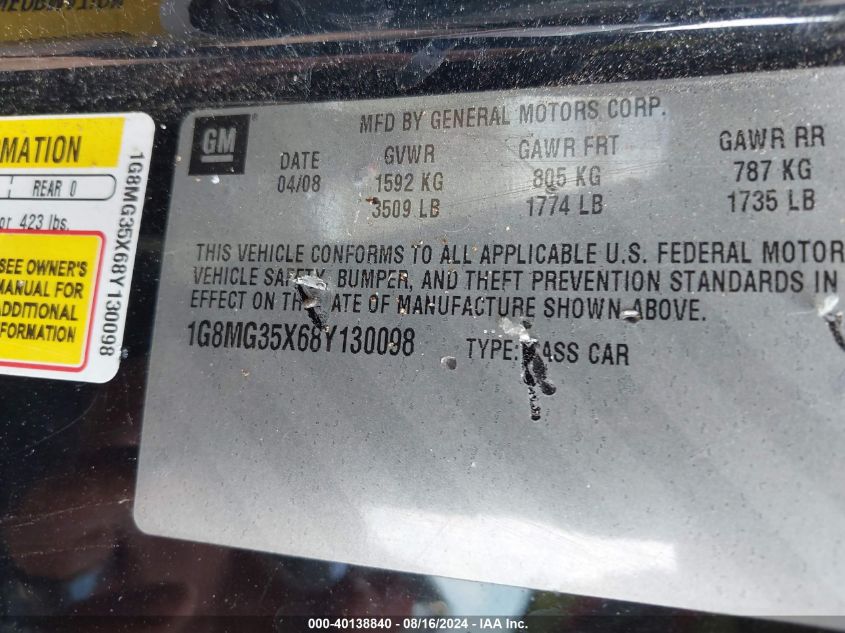 MATION
REAR 0
or 423 lbs.
SEE OWNER'S
MANUAL FOR
ADDITIONAL
FORMATION
1G8MG35X68Y130098
GM
MFD BY GENERAL MOTORS CORP.
DATE GVWR GAWR FRT GAWR RR
04/08 1592 KG 805 KG 787 KG
3509 LB 1774 LB 1735 LB
THIS VEHICLE CONFORMS TO ALL APPLICABLE U.S. FEDERAL MOTOR
VEHICLE SAFETY, BUMPER, AND THEFT PREVENTION STANDARDS IN
EFFECT ON THE DATE OF MANUFACTURE SHOWN ABOVE.
1G8MG35X68Y130098 TYPE: PASS CAR
000-40138840 / 08/16/2024 - IAA Inc.